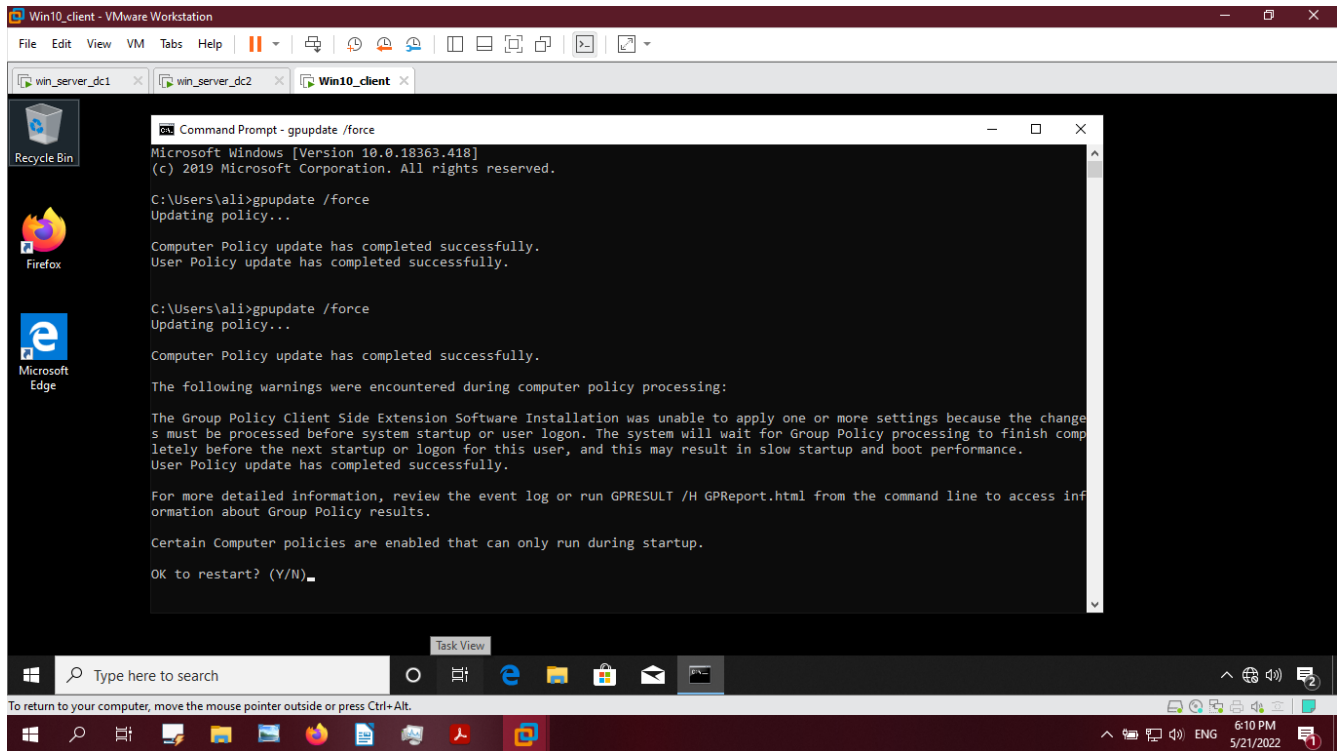 Win10_client - VMware Workstation
File Edit View VM Tabs Help
win_server_dc1
win_server_dc2
Win10_client
Recycle Bin
Firefox
Microsoft
Edge
Command Prompt - gpupdate /force
Microsoft Windows [Version 10.0.18363.418]
(c) 2019 Microsoft Corporation. All rights reserved.
C:\Users\ali>gpupdate /force
Updating policy...
Computer Policy update has completed successfully.
User Policy update has completed successfully.
C:\Users\ali>gpupdate /force
Updating policy...
Computer Policy update has completed successfully.
The following warnings were encountered during computer policy processing:
The Group Policy Client Side Extension Software Installation was unable to apply one or more settings because the change
s must be processed before system startup or user logon. The system will wait for Group Policy processing to finish comp
letely before the next startup or logon for this user, and this may result in slow startup and boot performance.
User Policy update has completed successfully.
For more detailed information, review the event log or run GPRESULT /H GPReport.html from the command line to access inf
ormation about Group Policy results.
Certain Computer policies are enabled that can only run during startup.
OK to restart? (Y/N)_
Task View
Type here to search
2
To return to your computer, move the mouse pointer outside or press Ctrl+Alt.
ENG
6:10 PM
5/21/2022
1